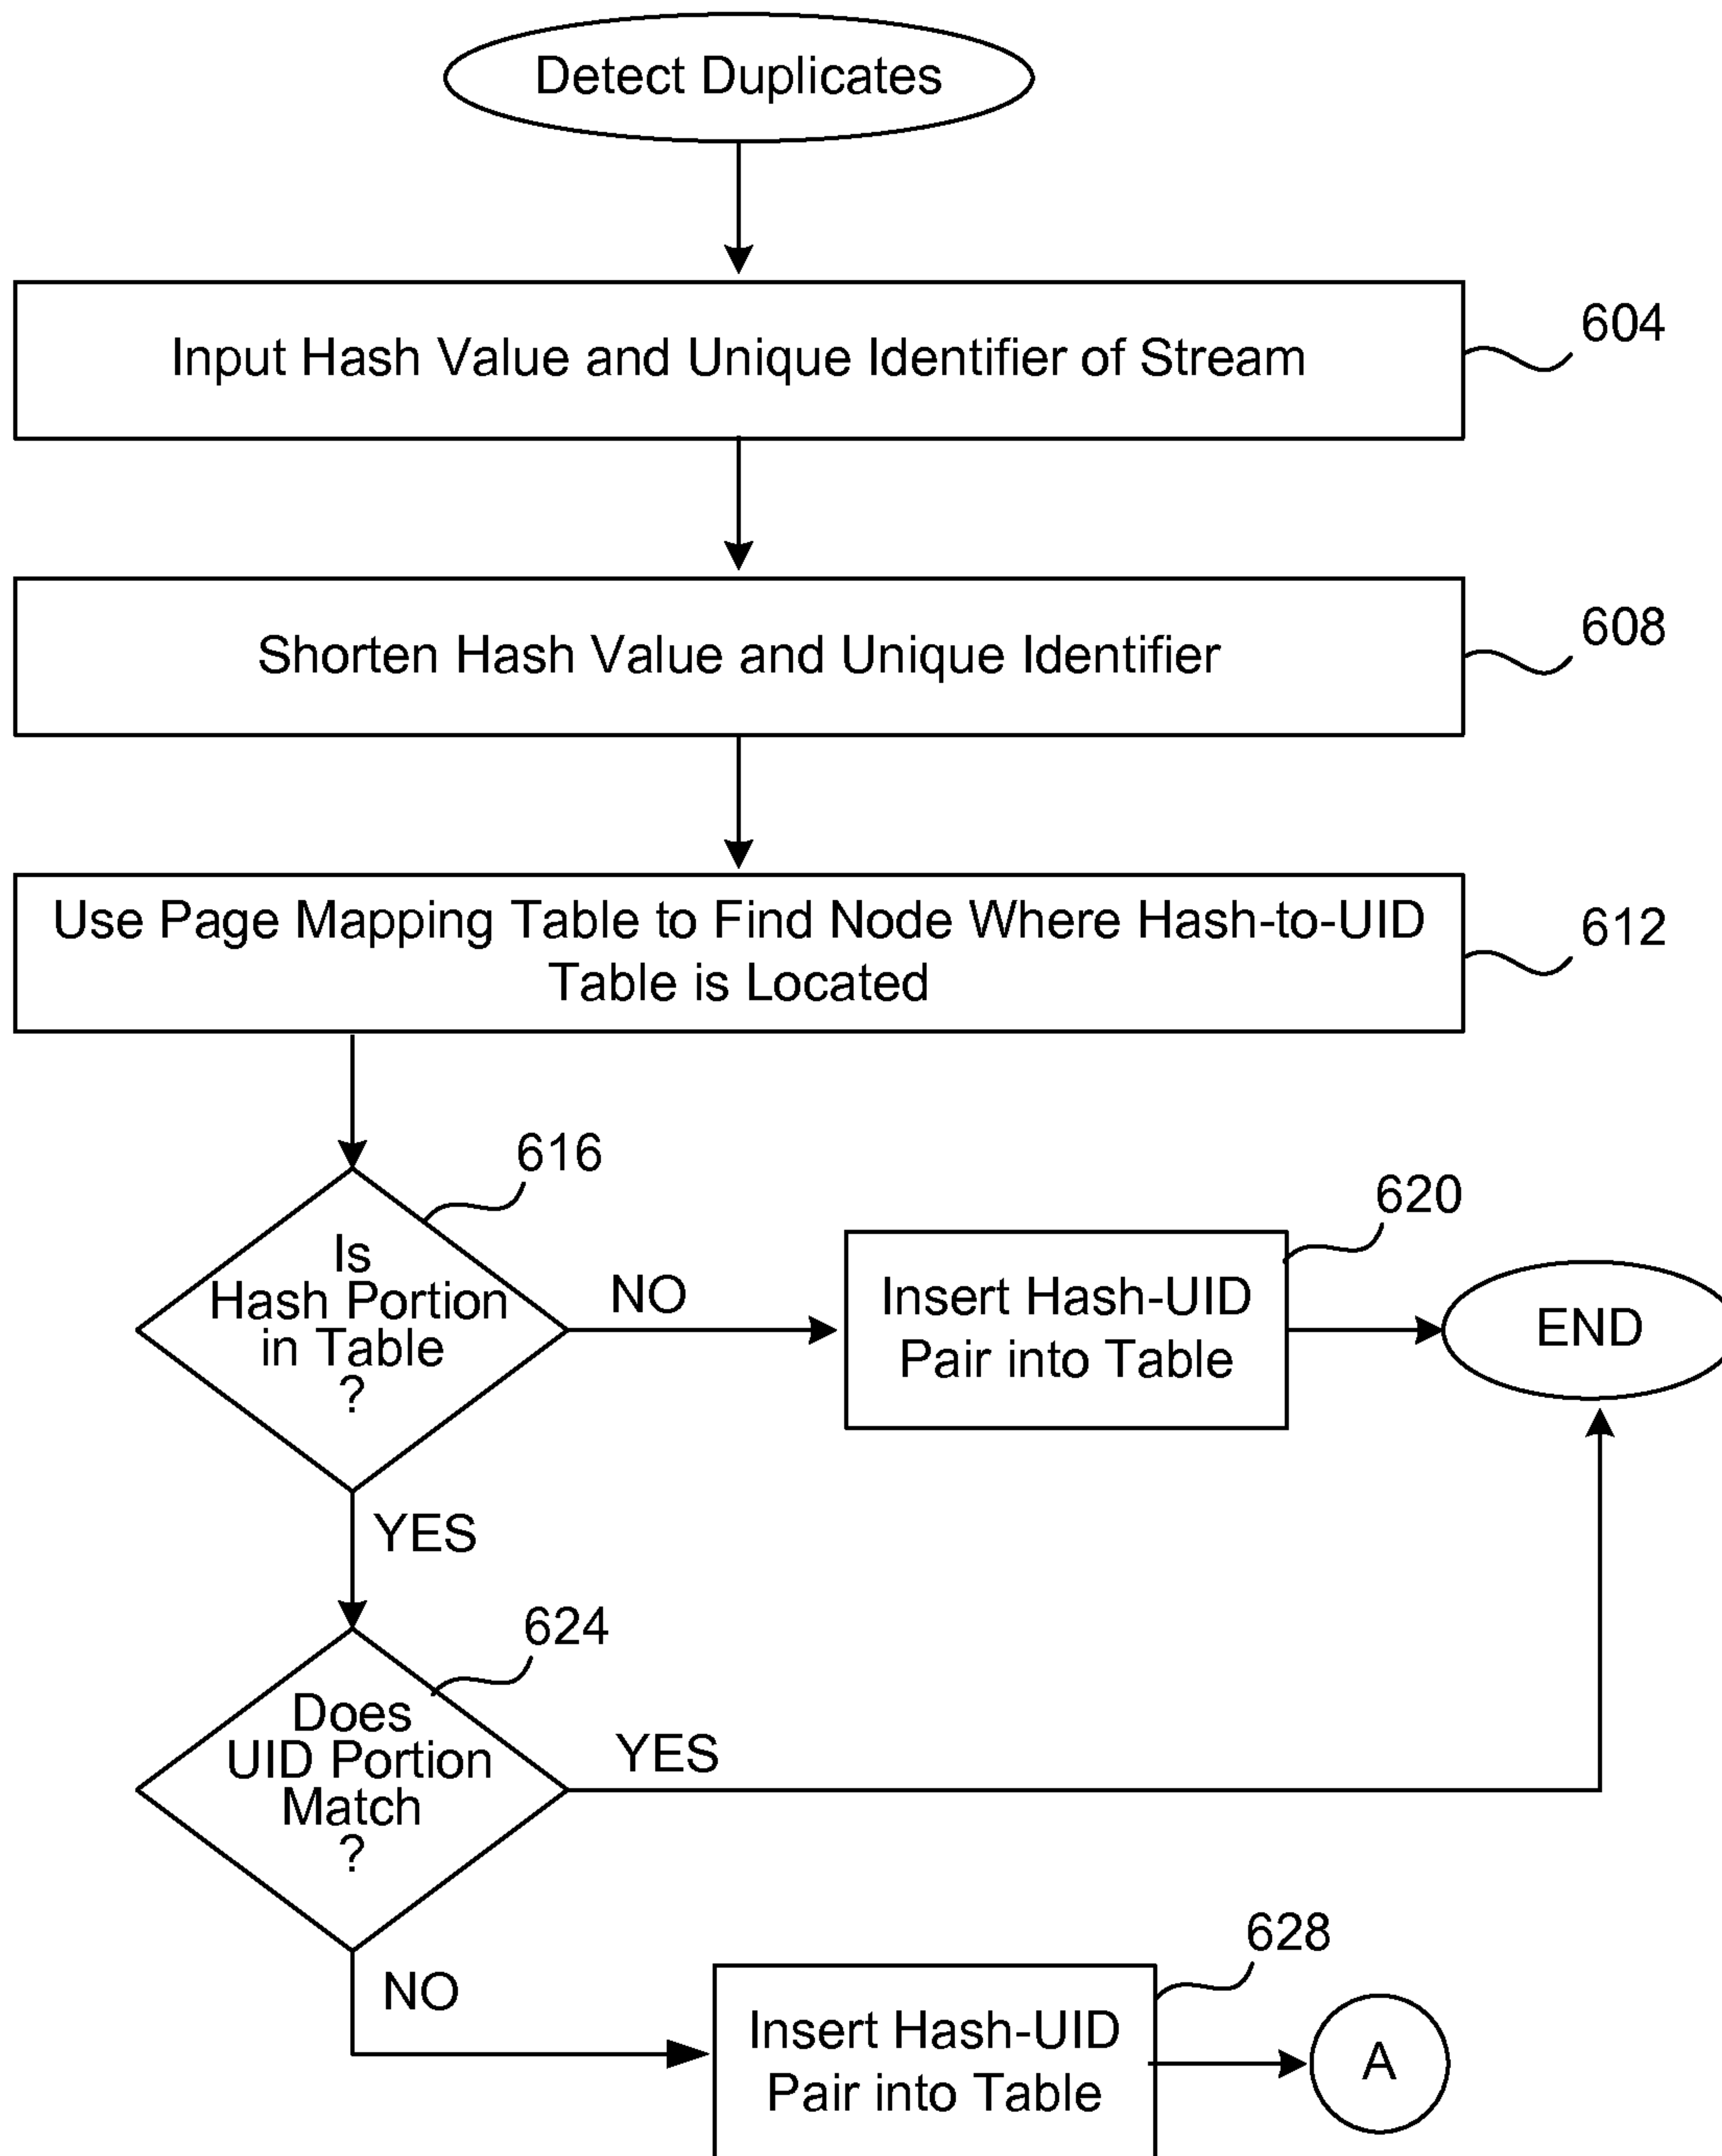 Detect Duplicates
Input Hash Value and Unique Identifier of Stream
604
Shorten Hash Value and Unique Identifier
608
Use Page Mapping Table to Find Node Where Hash-to-UID
Table is Located
612
616
Is
Hash Portion
in Table
?
NO
620
Insert Hash-UID
Pair into Table
END
YES
624
Does
UID Portion
Match
?
YES
NO
628
Insert Hash-UID
Pair into Table
A